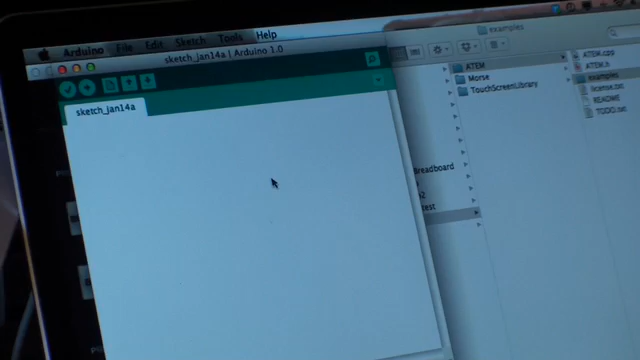 Arduino File Edit Sketch Tools Help
sketch_jan14a | Arduino 1.0
sketch_jan14a
examples
ATEM
Morse
TouchScreenLibrary
Breadboard
ATEM.cpp
ATEM.h
examples
license.txt
README
TODO.txt